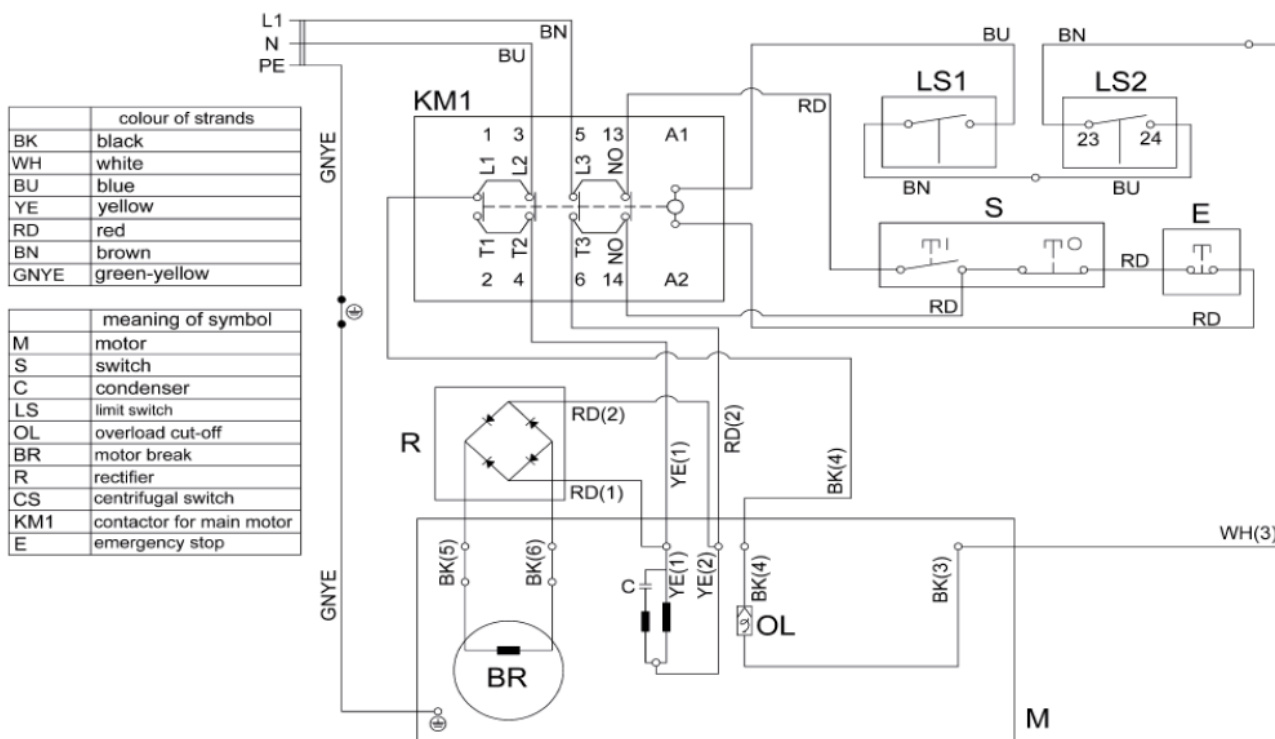 L1
N
PE
BN
BU
BU
BN
KM1
LS1
LS2
RD
1 3 5 13 A1
L1 L2 L3 NO
23 24
BN
BU
GNYE
colour of strands
BK black
WH white
BU blue
YE yellow
RD red
BN brown
GNYE green-yellow
S
E
I
O
T1 T2 T3 NO
2 4 6 14 A2
RD
RD
RD
meaning of symbol
M motor
S switch
C condenser
LS limit switch
OL overload cut-off
BR motor break
R rectifier
CS centrifugal switch
KM1 contactor for main motor
E emergency stop
R
RD(2)
RD(1)
YE(1)
RD(2)
BK(4)
WH(3)
GNYE
BK(5)
BK(6)
C
YE(1)
YE(2)
BK(4)
OL
BK(3)
BR
M